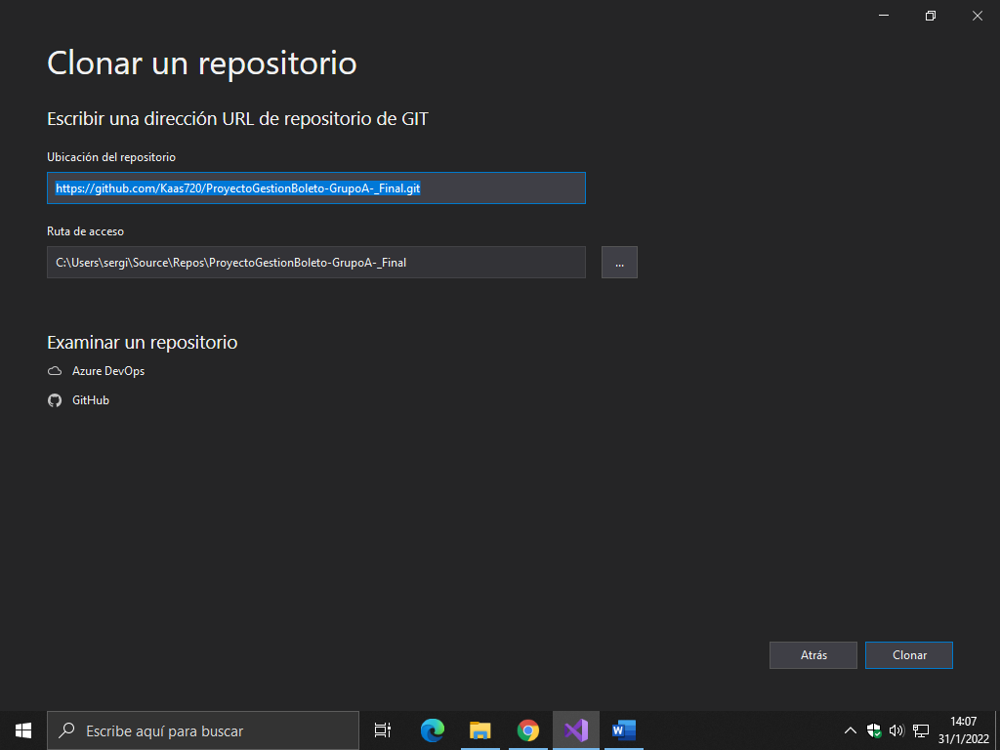 Clonar un repositorio
Escribir una dirección URL de repositorio de GIT
Ubicación del repositorio
https://github.com/Kaas720/ProyectoGestionBoleto-GrupoA-_Final.git
Ruta de acceso
C:\Users\sergi\Source\Repos\ProyectoGestionBoleto-GrupoA-_Final
...
Examinar un repositorio
Azure DevOps
GitHub
Atrás
Clonar
Escribe aquí para buscar
14:07
31/1/2022